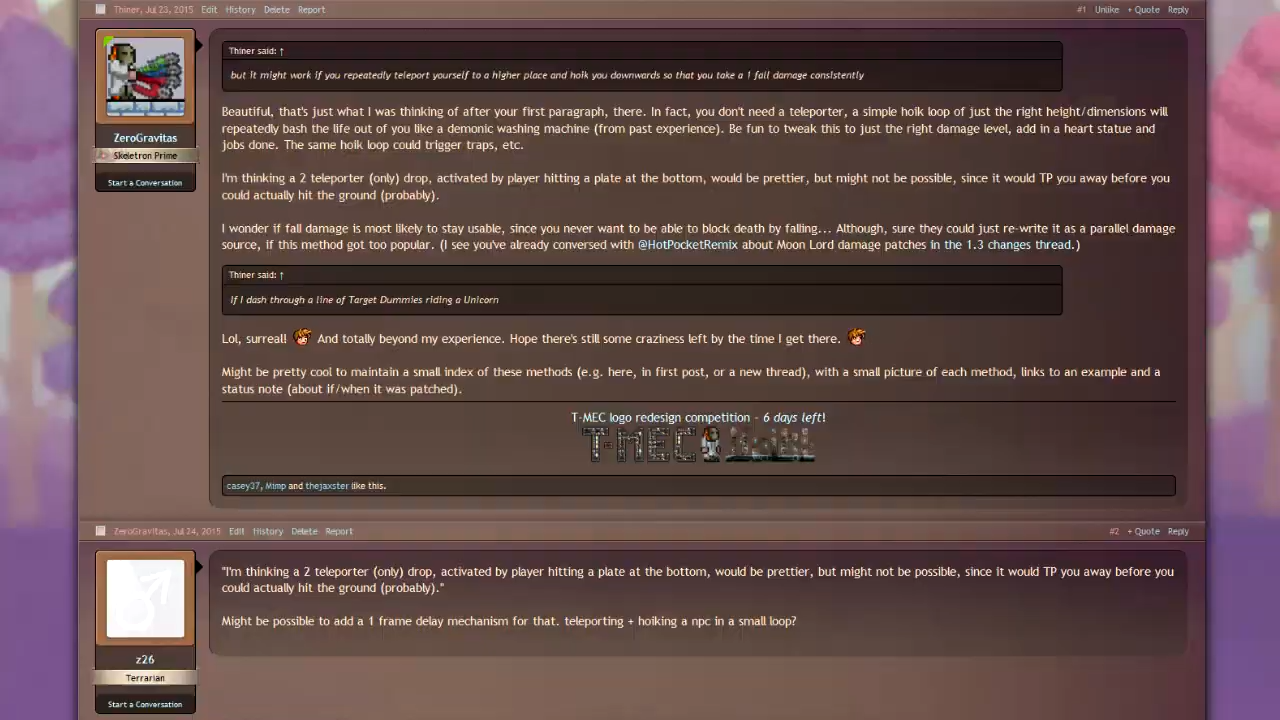 Thiner, Jul 23, 2015 Edit History Delete Report #1 Unlike + Quote Reply
Thiner said: ↑
but it might work if you repeatedly teleport yourself to a higher place and hoik you downwards so that you take a 1 fall damage consistently
Beautiful, that's just what I was thinking of after your first paragraph, there. In fact, you don't need a teleporter, a simple hoik loop of just the right height/dimensions will
repeatedly bash the life out of you like a demonic washing machine (from past experience). Be fun to tweak this to just the right damage level, add in a heart statue and
jobs done. The same hoik loop could trigger traps, etc.
ZeroGravitas
Skeletron Prime
Start a Conversation
I'm thinking a 2 teleporter (only) drop, activated by player hitting a plate at the bottom, would be prettier, but might not be possible, since it would TP you away before you
could actually hit the ground (probably).
I wonder if fall damage is most likely to stay usable, since you never want to be able to block death by falling... Although, sure they could just re-write it as a parallel damage
source, if this method got too popular. (I see you've already conversed with @HotPocketRemix about Moon Lord damage patches in the 1.3 changes thread.)
Thiner said: ↑
If I dash through a line of Target Dummies riding a Unicorn
Lol, surreal! And totally beyond my experience. Hope there's still some craziness left by the time I get there.
Might be pretty cool to maintain a small index of these methods (e.g. here, in first post, or a new thread), with a small picture of each method, links to an example and a
status note (about if/when it was patched).
T-MEC logo redesign competition - 6 days left!
T-MEC
casey37, Mimp and thejaxster like this.
ZeroGravitas, Jul 24, 2015 Edit History Delete Report #2 + Quote Reply
"I'm thinking a 2 teleporter (only) drop, activated by player hitting a plate at the bottom, would be prettier, but might not be possible, since it would TP you away before you
could actually hit the ground (probably)."
Might be possible to add a 1 frame delay mechanism for that. teleporting + hoiking a npc in a small loop?
z26
Terrarian
Start a Conversation